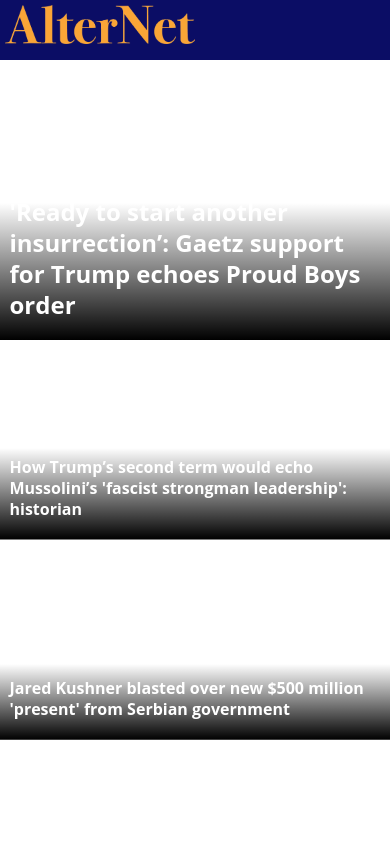 AlterNet
'Ready to start another
insurrection’: Gaetz support
for Trump echoes Proud Boys
order
How Trump’s second term would echo
Mussolini’s 'fascist strongman leadership':
historian
Jared Kushner blasted over new $500 million
'present' from Serbian government